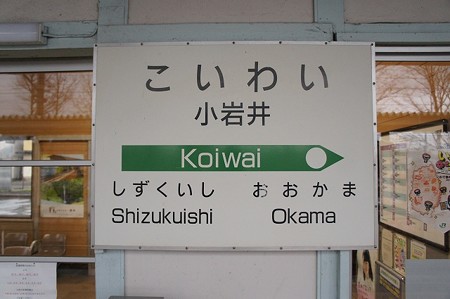 こいわい
小岩井
Koiwai
しずくいし おおかま
Shizukuishi Okama